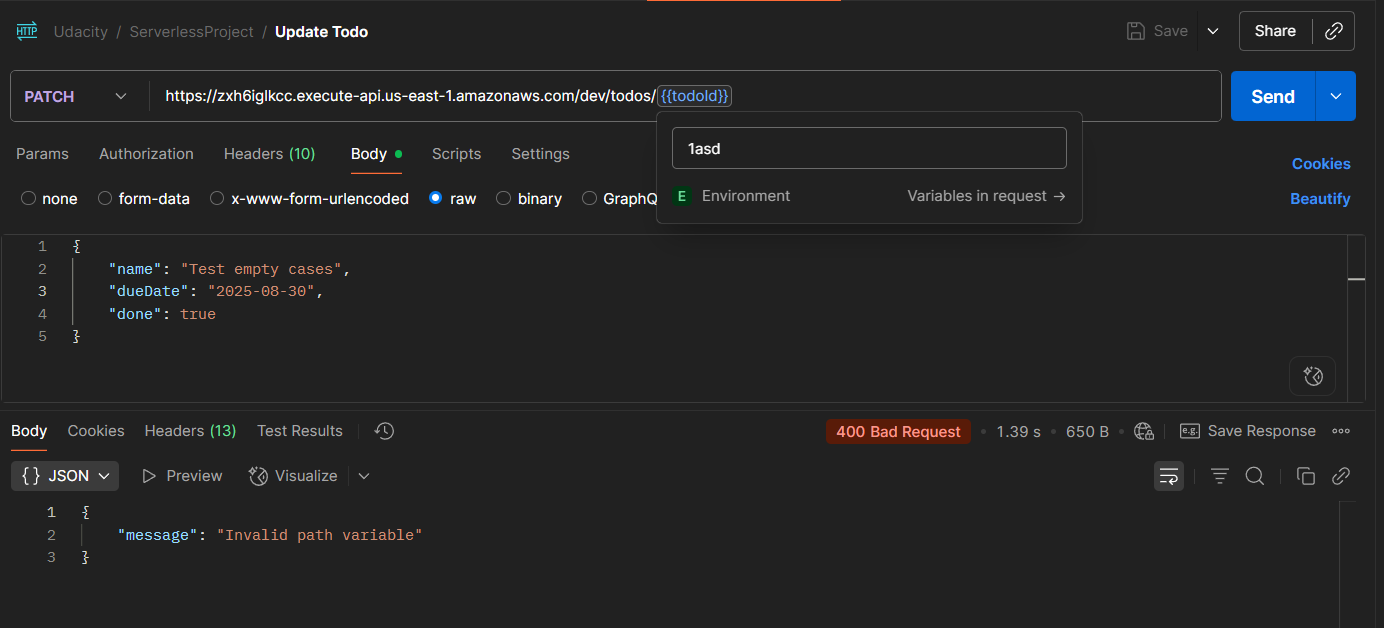 HTTP Udacity / ServerlessProject / Update Todo Save Share
PATCH https://zxh6iglkcc.execute-api.us-east-1.amazonaws.com/dev/todos/{{todoId}} Send
1asd
E Environment Variables in request →
Params Authorization Headers (10) Body Scripts Settings Cookies
none form-data x-www-form-urlencoded raw binary GraphQ Beautify
1 {
2 "name": "Test empty cases",
3 "dueDate": "2025-08-30",
4 "done": true
5 }
Body Cookies Headers (13) Test Results 400 Bad Request • 1.39 s • 650 B • e.g. Save Response
{} JSON Preview Visualize
1 {
2 "message": "Invalid path variable"
3 }